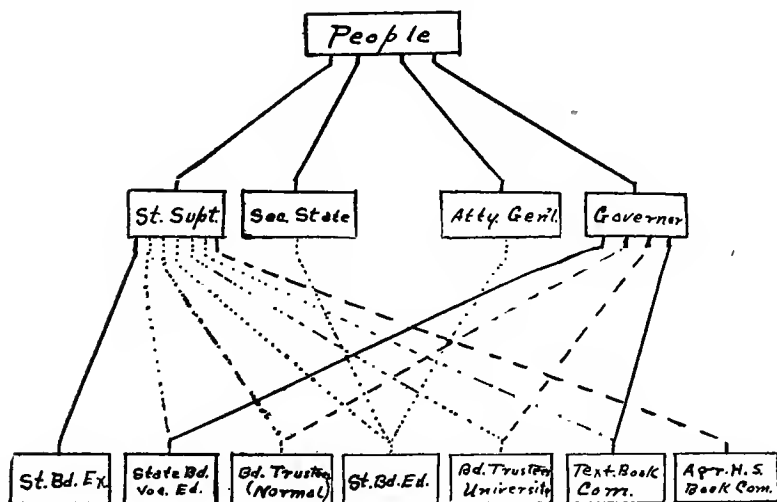 People
St. Supt.
Sec. State
Atty. Gen'l.
Governor
St. Bd. Ex.
State Bd.
Voc. Ed.
Bd. Trustees
(Normal)
St. Bd. Ed.
Bd. Trustees
University
Text. Book
Com.
Agr. H. S.
Book Com.